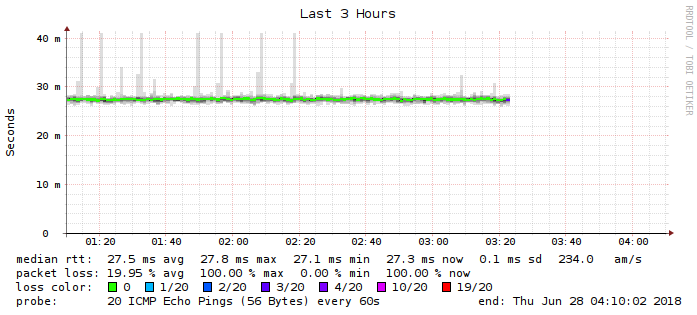 Last 3 Hours
RRDTOOL / TOBI OETIKER
Seconds
40 m
30 m
20 m
10 m
0
01:20 01:40 02:00 02:20 02:40 03:00 03:20 03:40 04:00
median rtt: 27.5 ms avg 27.8 ms max 27.1 ms min 27.3 ms now 0.1 ms sd 234.0 am/s
packet loss: 19.95 % avg 100.00 % max 0.00 % min 100.00 % now
loss color: 0 1/20 2/20 3/20 4/20 10/20 19/20
probe: 20 ICMP Echo Pings (56 Bytes) every 60s end: Thu Jun 28 04:10:02 2018